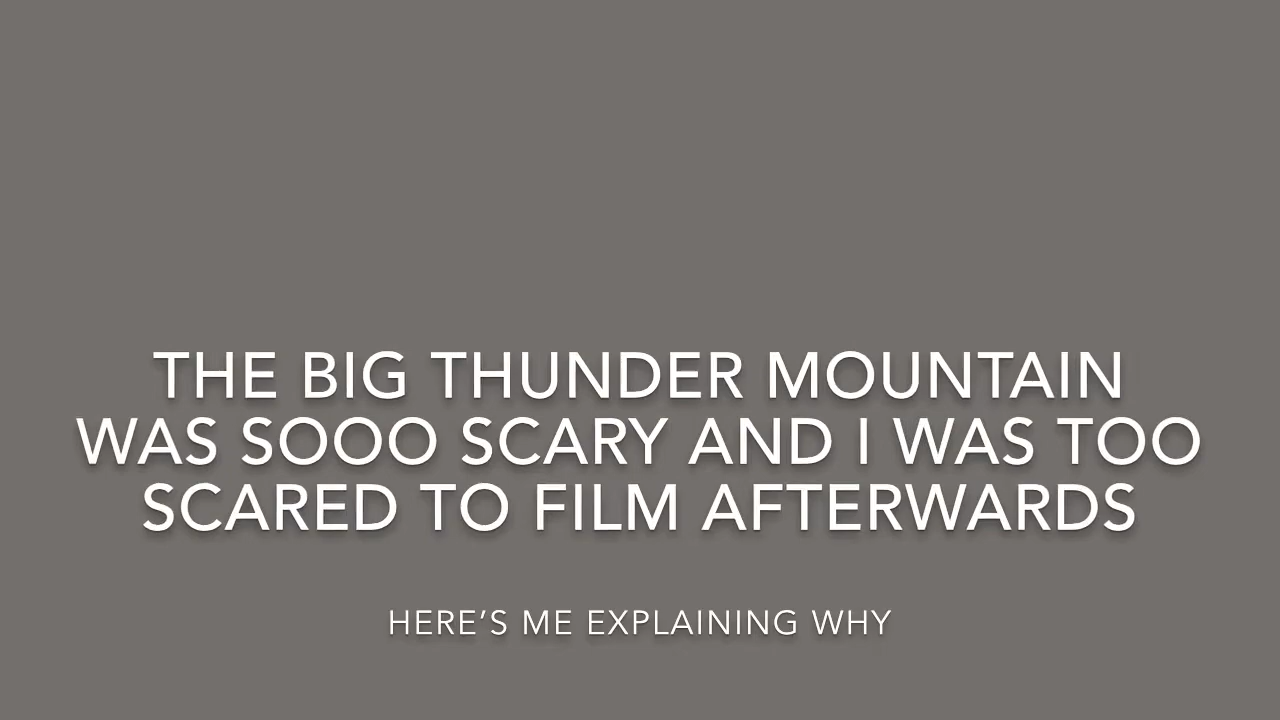 THE BIG THUNDER MOUNTAIN
WAS SOOO SCARY AND I WAS TOO
SCARED TO FILM AFTERWARDS
HERE’S ME EXPLAINING WHY